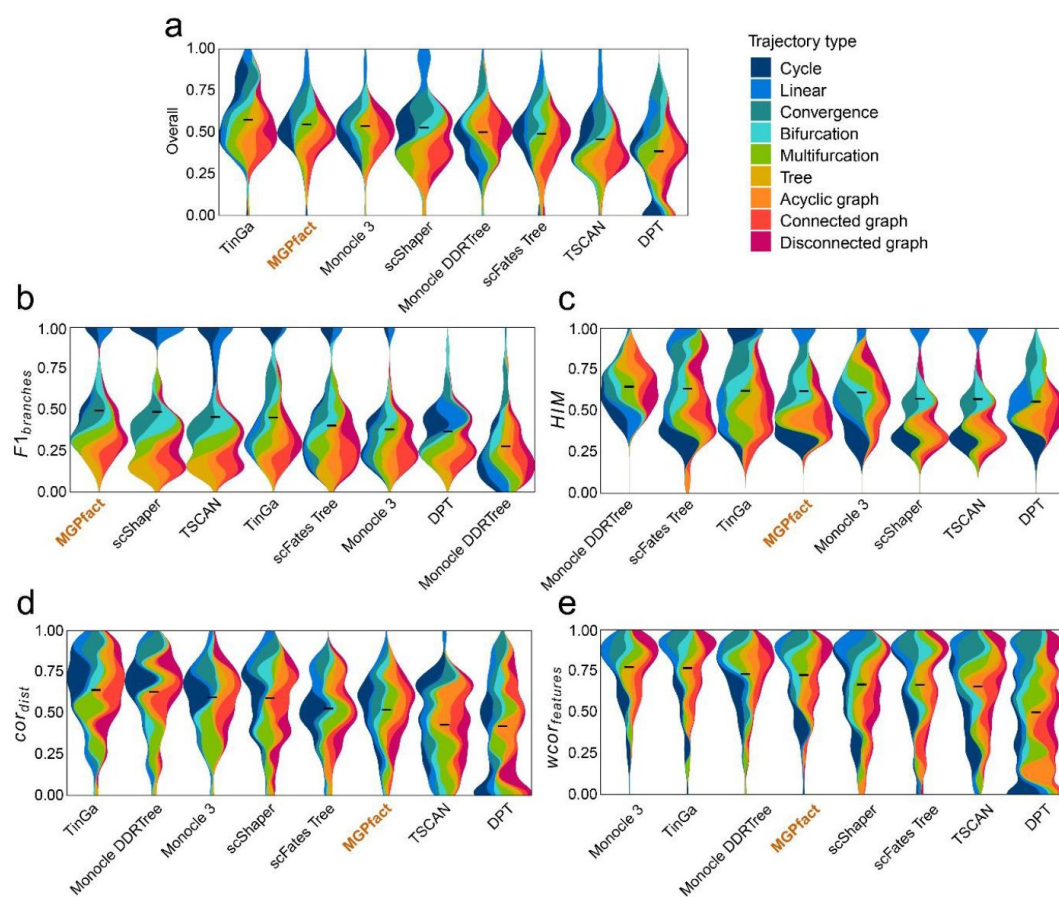 a
Overall
1.00
0.75
0.50
0.25
0.00
TinGa
MGPfact
Monocle 3
scShaper
Monocle DDRTree
scFates Tree
TSCAN
DPT
Trajectory type
Cycle
Linear
Convergence
Bifurcation
Multifurcation
Tree
Acyclic graph
Connected graph
Disconnected graph
b
F1branches
1.00
0.75
0.50
0.25
0.00
MGPfact
scShaper
TSCAN
TinGa
scFates Tree
Monocle 3
DPT
Monocle DDRTree
c
HIM
1.00
0.75
0.50
0.25
0.00
Monocle DDRTree
scFates Tree
TinGa
MGPfact
Monocle 3
scShaper
TSCAN
DPT
d
cordist
1.00
0.75
0.50
0.25
0.00
TinGa
Monocle DDRTree
Monocle 3
scShaper
scFates Tree
MGPfact
TSCAN
DPT
e
wcorfeatures
1.00
0.75
0.50
0.25
0.00
Monocle 3
TinGa
Monocle DDRTree
MGPfact
scShaper
scFates Tree
TSCAN
DPT